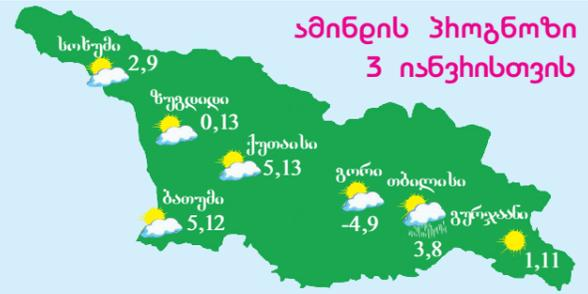 ამინდის პროგნოზი
3 იანვრისთვის
სოხუმი
2,9
ზუგდიდი
0,13
ქუთაისი
5,13
გორი
-4,9
თბილისი
3,8
ბათუმი
5,12
გურჯაანი
1,11